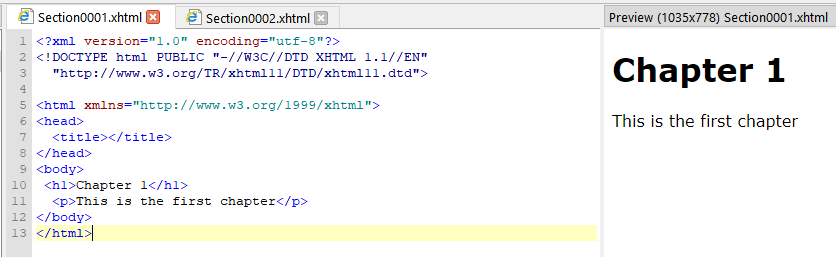 Section0001.xhtml Section0002.xhtml
1 <?xml version="1.0" encoding="utf-8"?>
2 <!DOCTYPE html PUBLIC "-//W3C//DTD XHTML 1.1//EN"
3   "http://www.w3.org/TR/xhtml11/DTD/xhtml11.dtd">
4
5 <html xmlns="http://www.w3.org/1999/xhtml">
6 <head>
7   <title></title>
8 </head>
9 <body>
10  <h1>Chapter 1</h1>
11   <p>This is the first chapter</p>
12 </body>
13 </html>
Preview (1035x778) Section0001.xhtml
Chapter 1
This is the first chapter